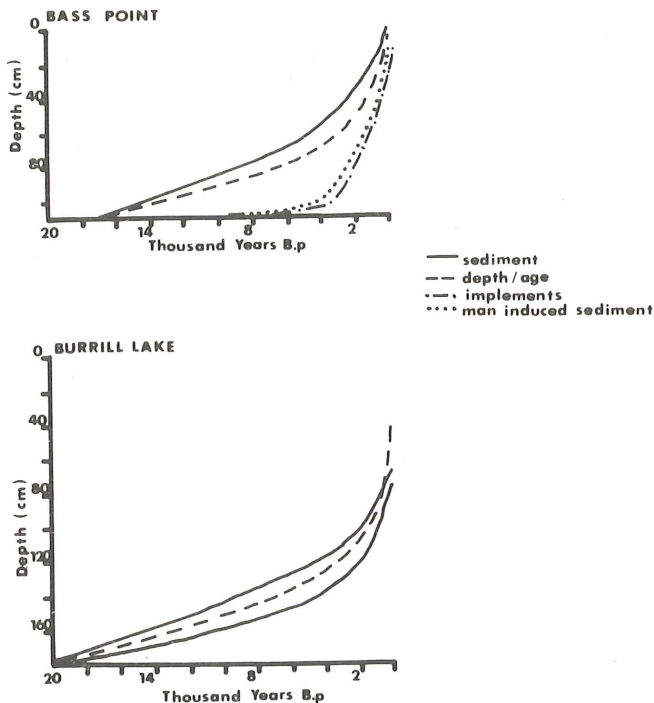 BASS POINT
0
40
80
Depth (cm)
20 14 8 2
Thousand Years B.p
sediment
depth/age
implements
man induced sediment
BURRILL LAKE
0
40
80
120
160
Depth (cm)
20 14 8 2
Thousand Years B.p